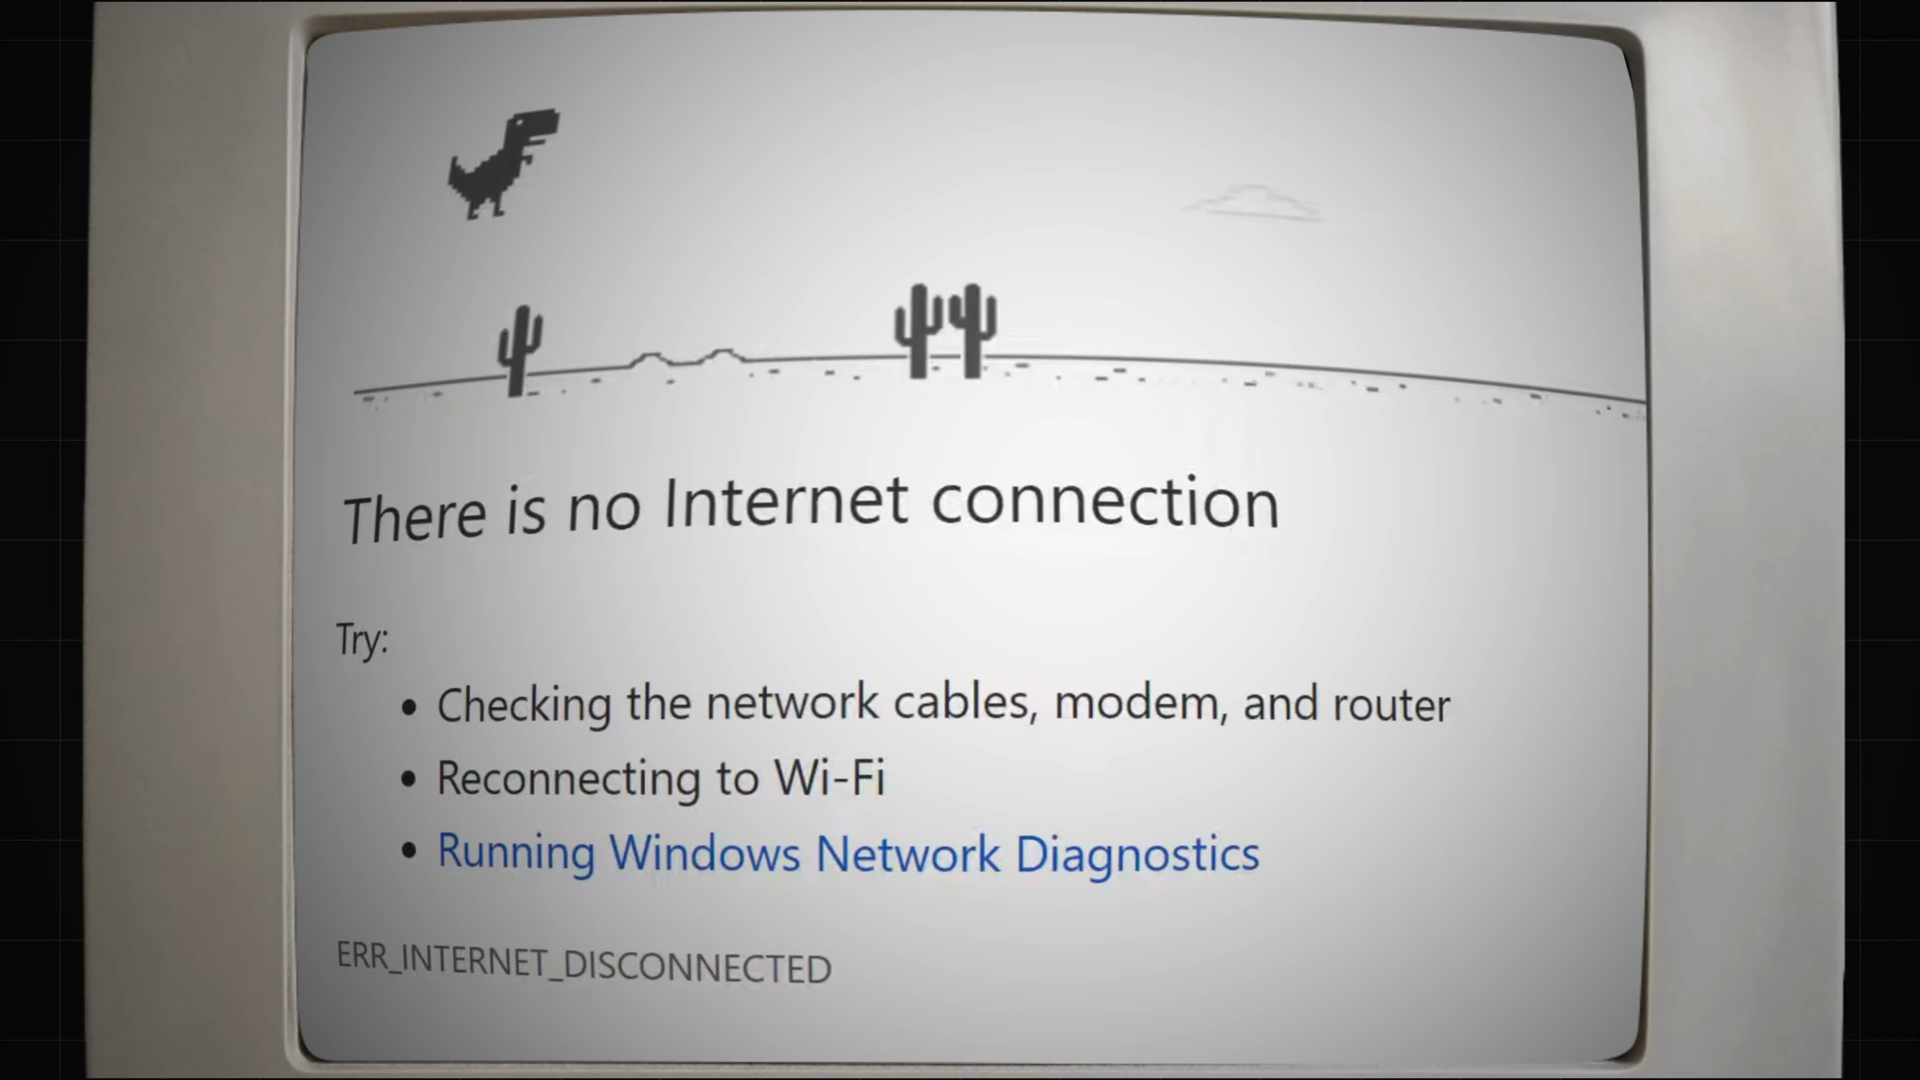 There is no Internet connection
Try:
Checking the network cables, modem, and router
Reconnecting to Wi-Fi
Running Windows Network Diagnostics
ERR_INTERNET_DISCONNECTED